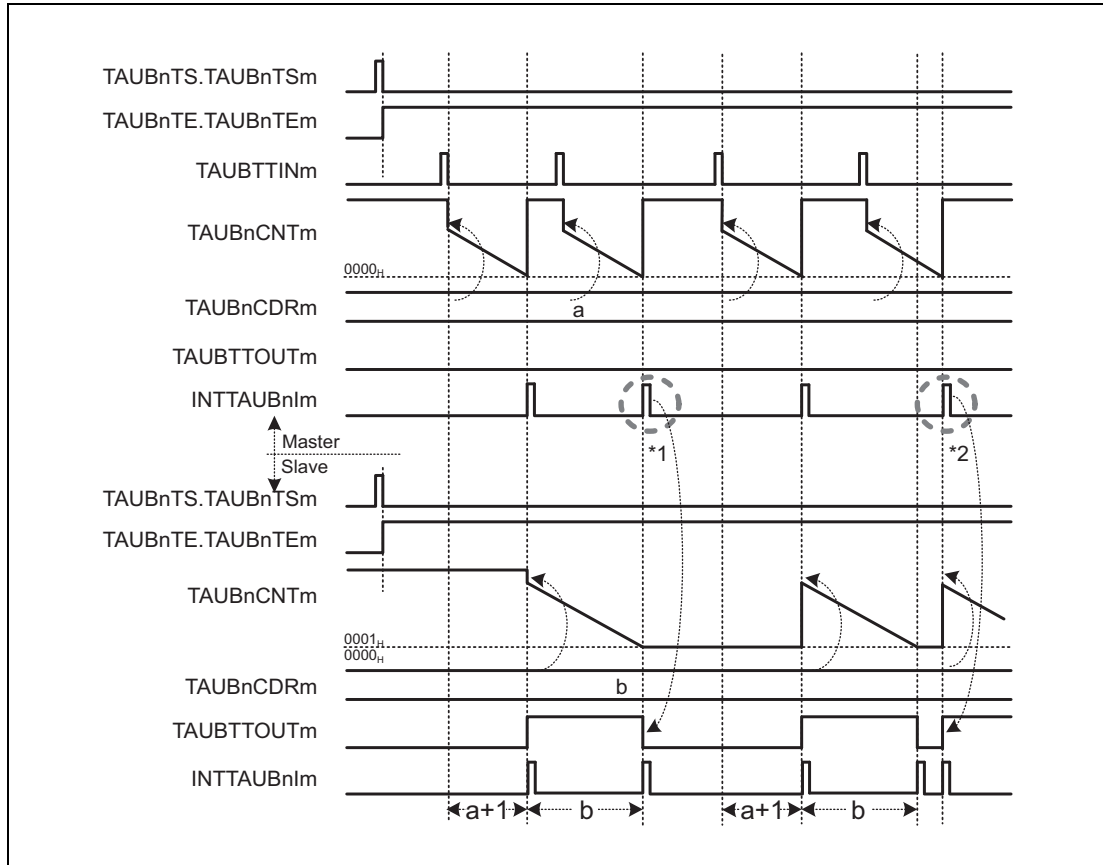 TAUBnTS.TAUBnTSm
TAUBnTE.TAUBnTEm
TAUBTTINm
TAUBnCNTm
0000H
TAUBnCDRm
a
TAUBTTOUTm
INTTAUBnIm
*1
*2
Master
Slave
TAUBnTS.TAUBnTSm
TAUBnTE.TAUBnTEm
TAUBnCNTm
0001H
0000H
TAUBnCDRm
b
TAUBTTOUTm
INTTAUBnIm
a+1 b a+1 b